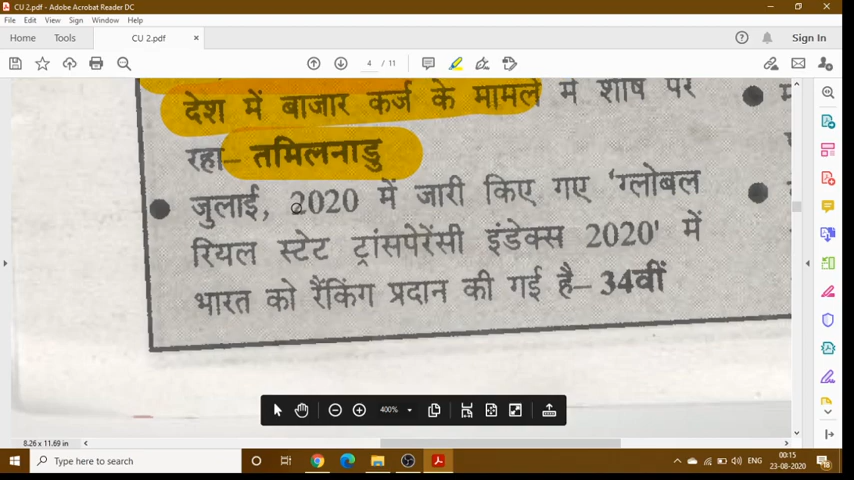 CU 2.pdf - Adobe Acrobat Reader DC
File Edit View Sign Window Help
Home Tools CU 2.pdf × Sign In
4 / 11
देश में बाजार कर्ज के मामले में शीर्ष पर
रहा– तमिलनाडु
जुलाई, 2020 में जारी किए गए 'ग्लोबल
रियल स्टेट ट्रांसपेरेंसी इंडेक्स 2020' में
भारत को रैंकिंग प्रदान की गई है– 34वीं
400%
8.26 x 11.69 in
Type here to search
ENG
00:15
23-08-2020